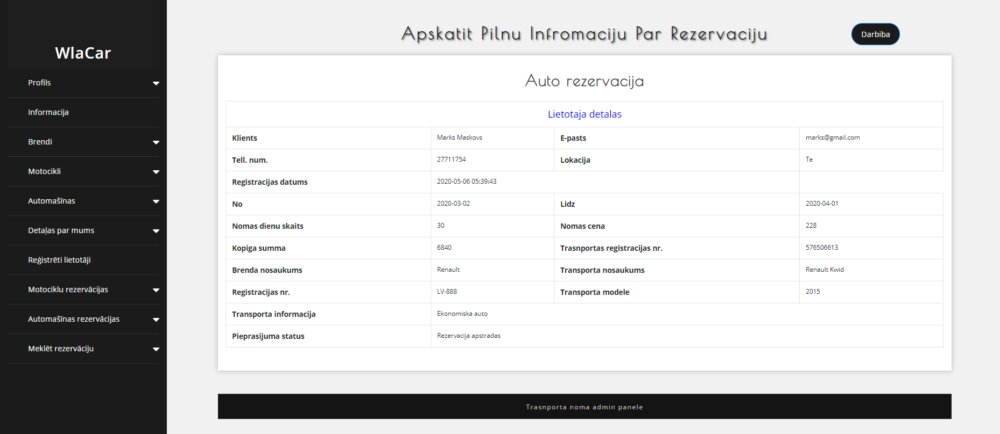 WlaCar
Profils
Informacija
Brendi
Motocikli
Automašīnas
Detaļas par mums
Reģistrēti lietotāji
Motociklu rezervācijas
Automašīnas rezervācijas
Meklēt rezervāciju
Apskatit Pilnu Infromaciju Par Rezervaciju
Darbiba
Auto rezervacija
Lietotaja detalas
Klients Marks Maskovs E-pasts marks@gmail.com
Tell. num. 27711754 Lokacija Te
Registracijas datums 2020-05-06 05:39:43
No 2020-03-02 Lidz 2020-04-01
Nomas dienu skaits 30 Nomas cena 228
Kopiga summa 6840 Trasnportas registracijas nr. 576506613
Brenda nosaukums Renault Transporta nosaukums Renault Kwid
Registracijas nr. LV-888 Transporta modele 2015
Transporta informacija Ekonomiska auto
Pieprasijuma status Rezervacija apstradas
Trasnporta noma admin panele